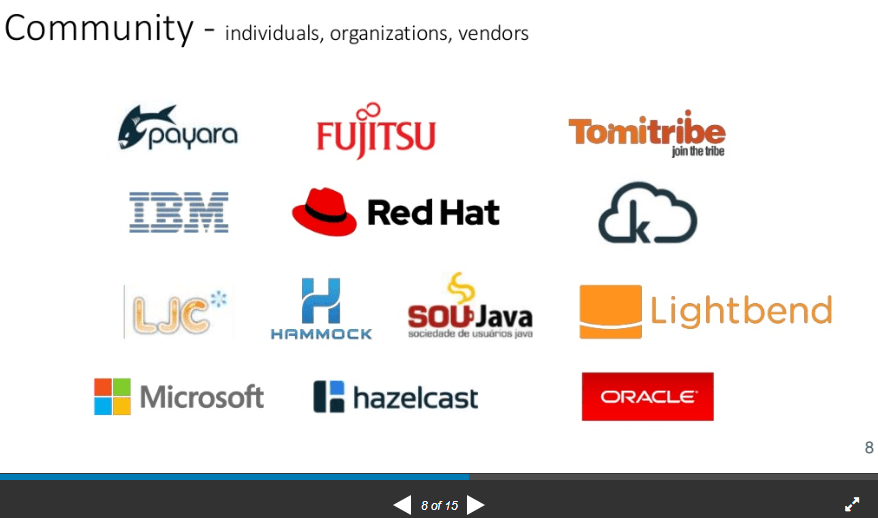 Community - individuals, organizations, vendors
payara
FUJITSU
Tomitribe
join the tribe
IBM
Red Hat
k
LJC
HAMMOCK
SOUJava
sociedade de usuários java
Lightbend
Microsoft
hazelcast
ORACLE
8
8 of 15